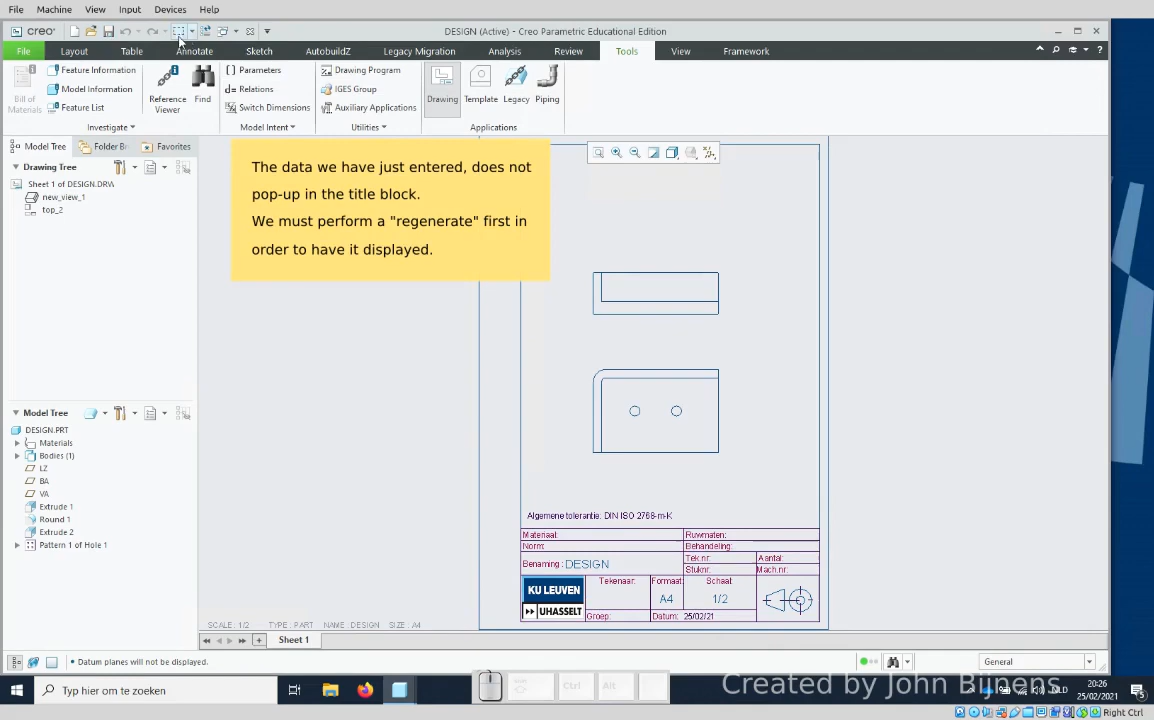 File Machine View Input Devices Help
creo° DESIGN (Active) - Creo Parametric Educational Edition
File Layout Table Annotate Sketch AutobuildZ Legacy Migration Analysis Review Tools View Framework
Bill of Materials
Feature Information
Model Information
Feature List
Reference Viewer
Find
Investigate
Parameters
d= Relations
Switch Dimensions
Model Intent
Drawing Program
IGES Group
Auxiliary Applications
Utilities
Drawing Template Legacy Piping
Applications
Model Tree Folder Br Favorites
Drawing Tree
Sheet 1 of DESIGN.DRW
new_view_1
top_2
The data we have just entered, does not
pop-up in the title block.
We must perform a "regenerate" first in
order to have it displayed.
Model Tree
DESIGN.PRT
Materials
Bodies (1)
LZ
BA
VA
Extrude 1
Round 1
Extrude 2
Pattern 1 of Hole 1
Algemene tolerantie: DIN ISO 2768-m-K
Materiaal: Ruwmaten:
Norm: Behandeling:
Benaming: DESIGN Tek.nr: Aantal:
Stuknr: Mach.nr:
KU LEUVEN Tekenaar: Formaat: Schaal:
A4 1/2
UHASSELT
Groep: Datum: 25/02/21
SCALE : 1/2 TYPE : PART NAME : DESIGN SIZE : A4
Sheet 1
• Datum planes will not be displayed.
General
Typ hier om te zoeken
Ctrl Alt
Created by John Bijnens
NLD
20:26
25/02/2021
5
Right Ctrl